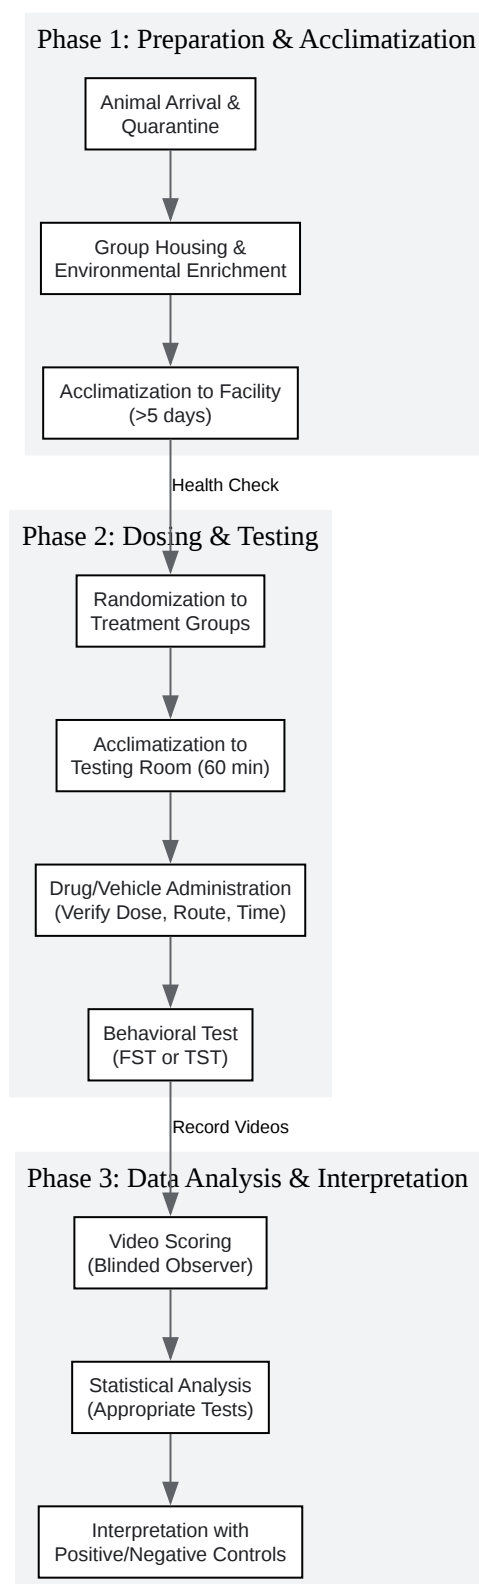 Phase 1: Preparation & Acclimatization
Animal Arrival &
Quarantine
Group Housing &
Environmental Enrichment
Acclimatization to Facility
(>5 days)
Health Check
Phase 2: Dosing & Testing
Randomization to
Treatment Groups
Acclimatization to
Testing Room (60 min)
Drug/Vehicle Administration
(Verify Dose, Route, Time)
Behavioral Test
(FST or TST)
Record Videos
Phase 3: Data Analysis & Interpretation
Video Scoring
(Blinded Observer)
Statistical Analysis
(Appropriate Tests)
Interpretation with
Positive/Negative Controls